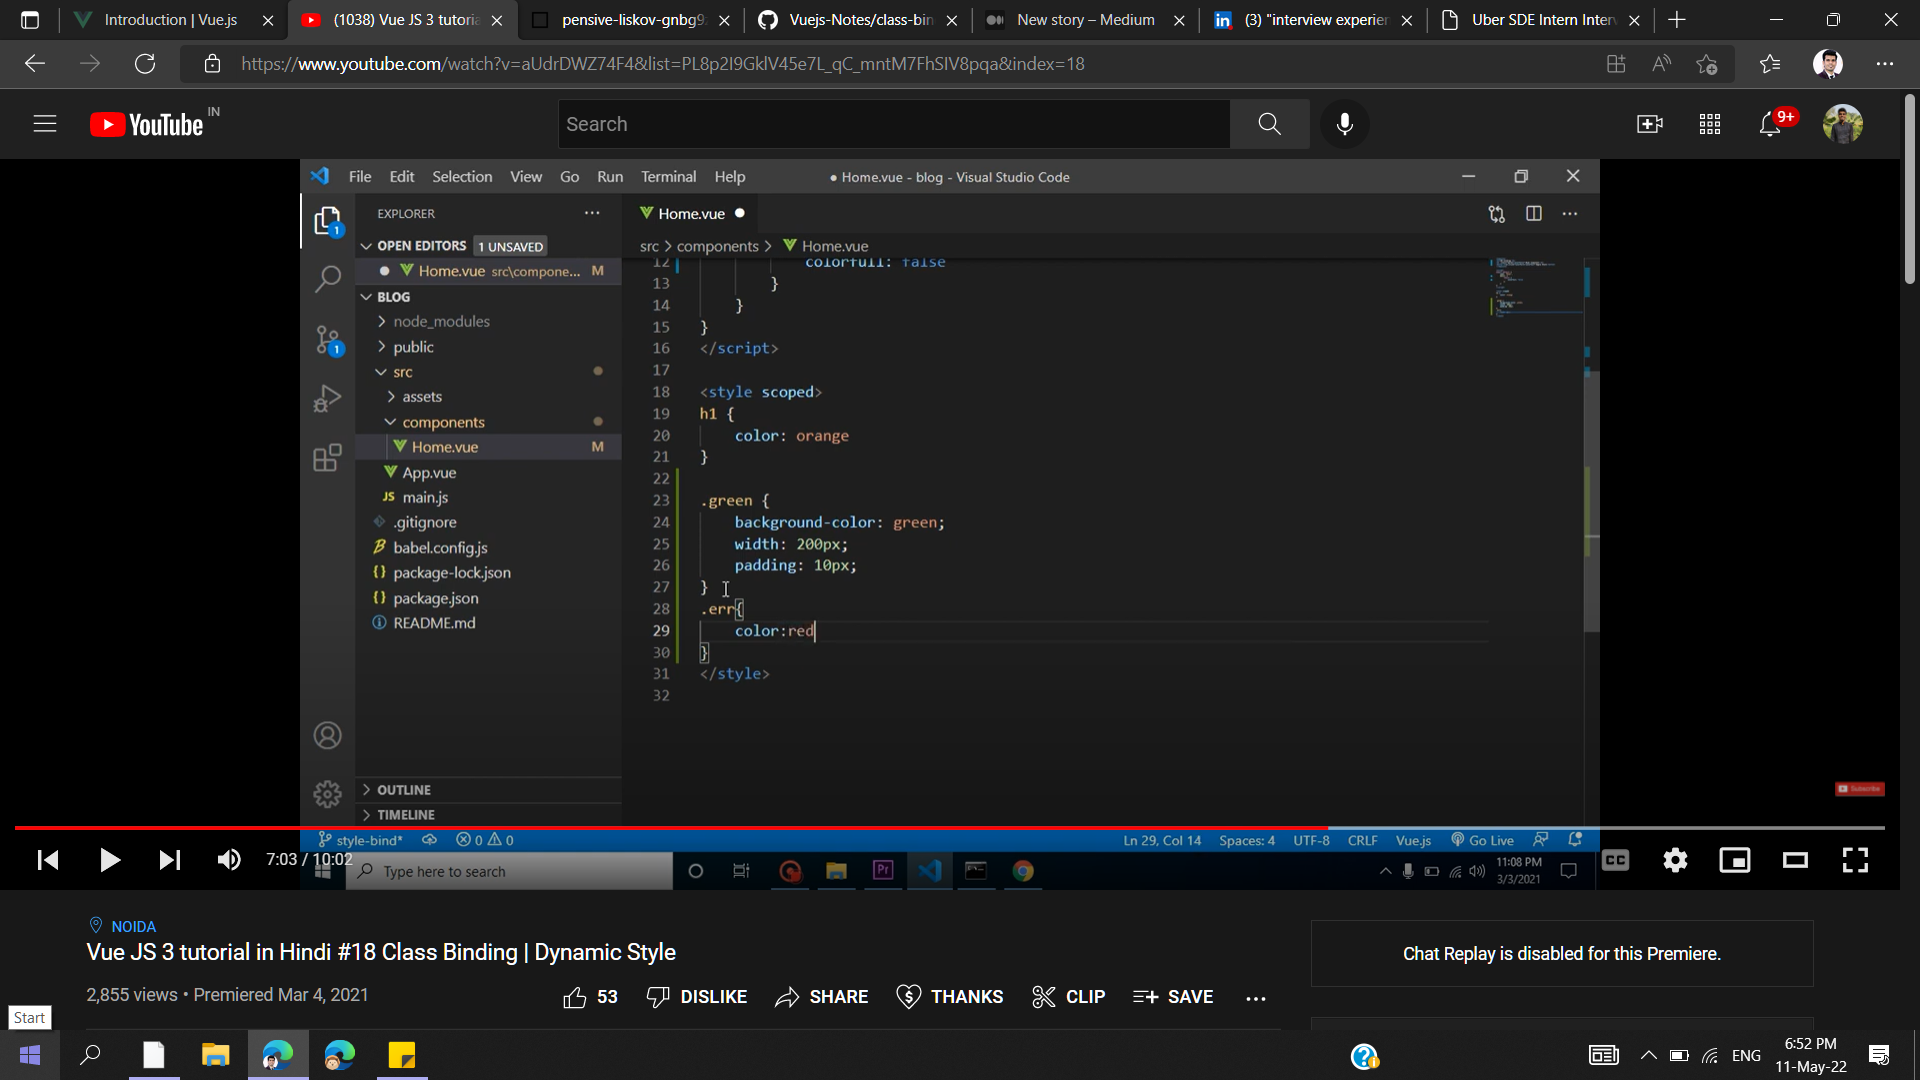 Introduction | Vue.js
(1038) Vue JS 3 tutoria
pensive-liskov-gnbg9
Vuejs-Notes/class-bin
New story – Medium
(3) "interview experien
Uber SDE Intern Inter
https://www.youtube.com/watch?v=aUdrDWZ74F4&list=PL8p2I9GklV45e7L_qC_mntM7FhSIV8pqa&index=18
YouTube IN
Search
9+
File Edit Selection View Go Run Terminal Help
● Home.vue - blog - Visual Studio Code
EXPLORER
Home.vue
OPEN EDITORS 1 UNSAVED
src > components > Home.vue
Home.vue src\compone... M
BLOG
node_modules
public
src
assets
components
Home.vue M
App.vue
JS main.js
.gitignore
babel.config.js
{} package-lock.json
{} package.json
README.md
OUTLINE
TIMELINE
12 colorfull: false
13 }
14 }
15 }
16 </script>
17
18 <style scoped>
19 h1 {
20 color: orange
21 }
22
23 .green {
24 background-color: green;
25 width: 200px;
26 padding: 10px;
27 }
28 .err{
29 color:red
30 }
31 </style>
32
Subscribe
style-bind* 0 0
Ln 29, Col 14 Spaces: 4 UTF-8 CRLF Vue.js Go Live
7:03 / 10:02
Type here to search
Pr
11:08 PM
3/3/2021
CC
NOIDA
Vue JS 3 tutorial in Hindi #18 Class Binding | Dynamic Style
2,855 views • Premiered Mar 4, 2021
53 DISLIKE SHARE THANKS CLIP SAVE
Chat Replay is disabled for this Premiere.
Start
ENG
6:52 PM
11-May-22